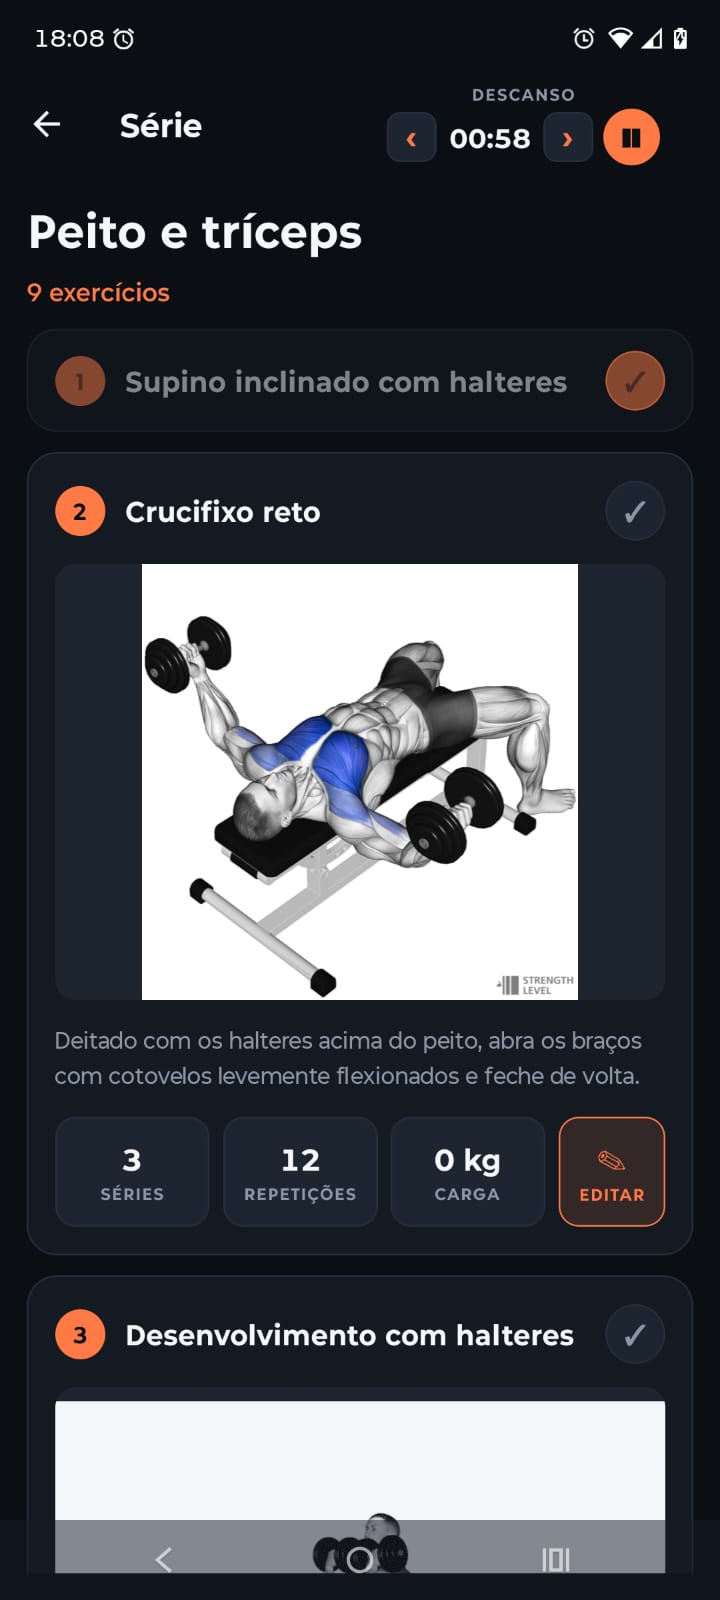 18:08
DESCANSO
Série
‹ 00:58 ›
Peito e tríceps
9 exercícios
1 Supino inclinado com halteres ✓
2 Crucifixo reto ✓
STRENGTH
LEVEL
Deitado com os halteres acima do peito, abra os braços
com cotovelos levemente flexionados e feche de volta.
3 12 0 kg
SÉRIES REPETIÇÕES CARGA EDITAR
3 Desenvolvimento com halteres ✓